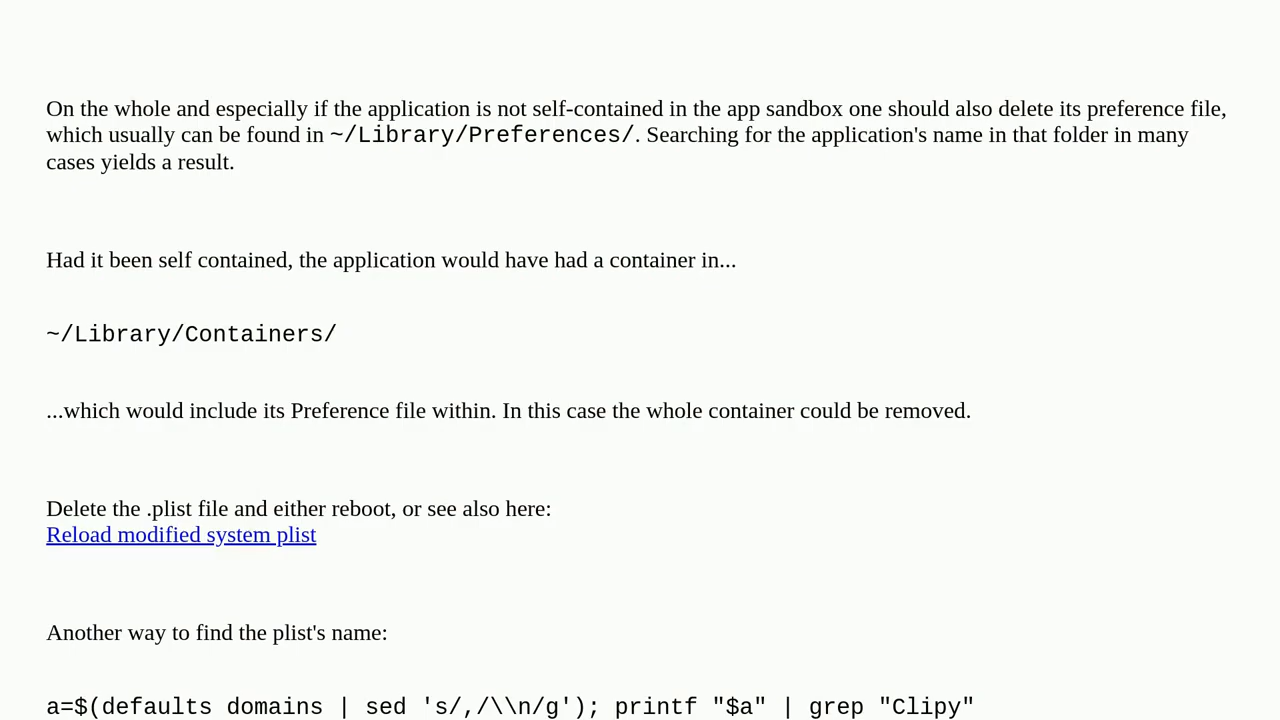 On the whole and especially if the application is not self-contained in the app sandbox one should also delete its preference file,
which usually can be found in ~/Library/Preferences/. Searching for the application's name in that folder in many
cases yields a result.
Had it been self contained, the application would have had a container in...
~/Library/Containers/
...which would include its Preference file within. In this case the whole container could be removed.
Delete the .plist file and either reboot, or see also here:
Reload modified system plist
Another way to find the plist's name:
a=$(defaults domains | sed 's/,/\\n/g'); printf "$a" | grep "Clipy"